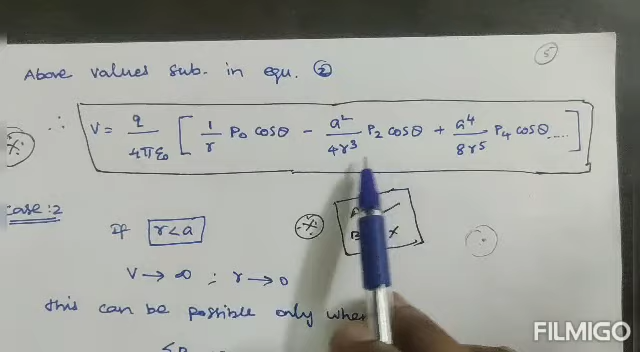 5
Above values sub. in equ. ②
∴ V = q/4πε₀ [ 1/r P₀ cosθ - a²/4r³ P₂ cosθ + a⁴/8r⁵ P₄ cosθ ..... ]
case:2
If r<a
V → ∞ ; r → 0
this can be possible only when
FILMIGO